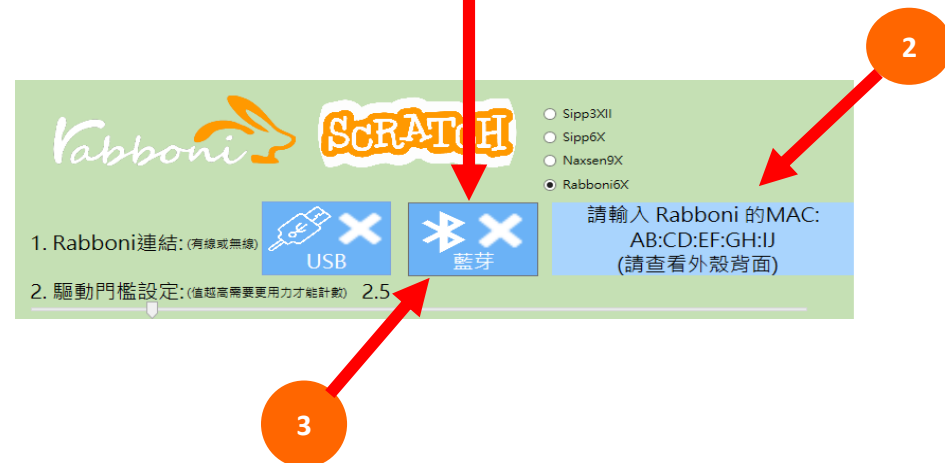 2
rabboni
SCRATCH
Sipp3XII
Sipp6X
Naxsen9X
Rabboni6X
1. Rabboni連結:(有線或無線)
USB
藍芽
請輸入 Rabboni 的MAC:
AB:CD:EF:GH:IJ
(請查看外殼背面)
2. 驅動門檻設定:(值越高需要更用力才能計數) 2.5
3